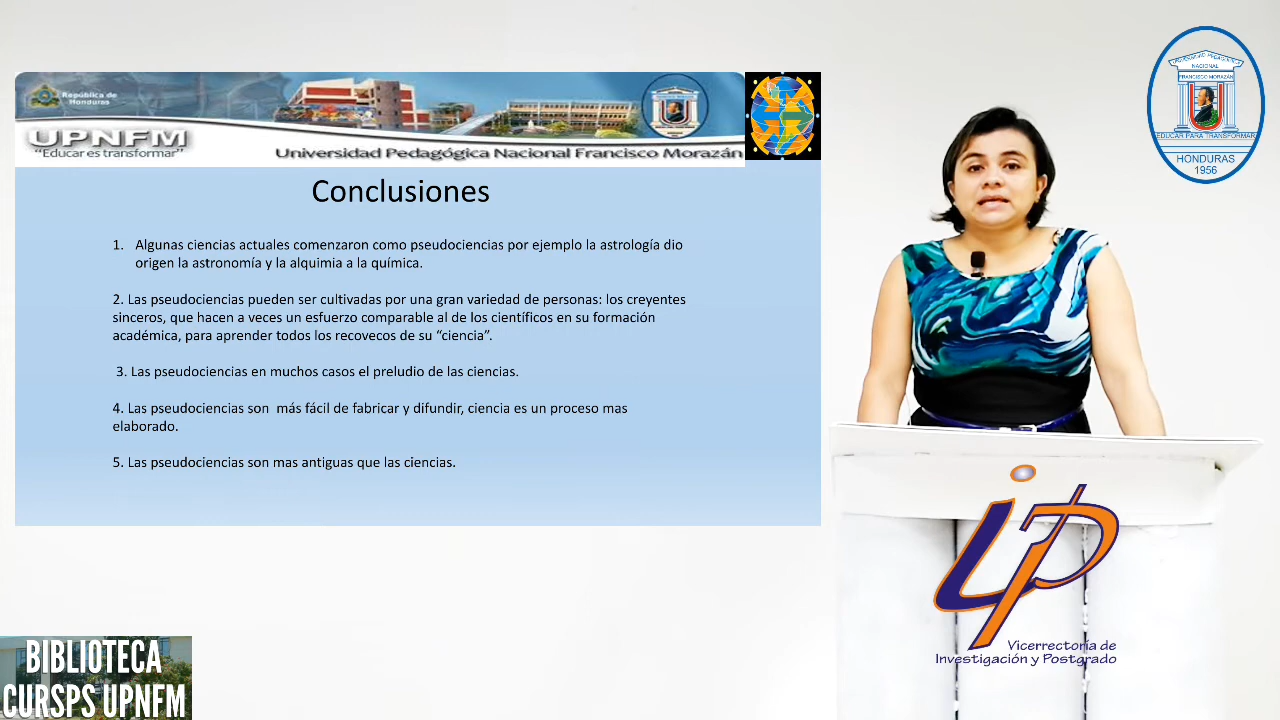 República de
Honduras
UPNFM
“Educar es transformar”
Universidad Pedagógica Nacional Francisco Morazán
Conclusiones
1. Algunas ciencias actuales comenzaron como pseudociencias por ejemplo la astrología dio
origen la astronomía y la alquimia a la química.
2. Las pseudociencias pueden ser cultivadas por una gran variedad de personas: los creyentes
sinceros, que hacen a veces un esfuerzo comparable al de los científicos en su formación
académica, para aprender todos los recovecos de su “ciencia”.
3. Las pseudociencias en muchos casos el preludio de las ciencias.
4. Las pseudociencias son más fácil de fabricar y difundir, ciencia es un proceso mas
elaborado.
5. Las pseudociencias son mas antiguas que las ciencias.
UNIVERSIDAD PEDAGOGICA
NACIONAL
FRANCISCO MORAZÁN
EDUCAR PARA TRANSFORMAR
HONDURAS
1956
ip
Vicerrectoría de
Investigación y Postgrado
BIBLIOTECA
CURSPS UPNFM